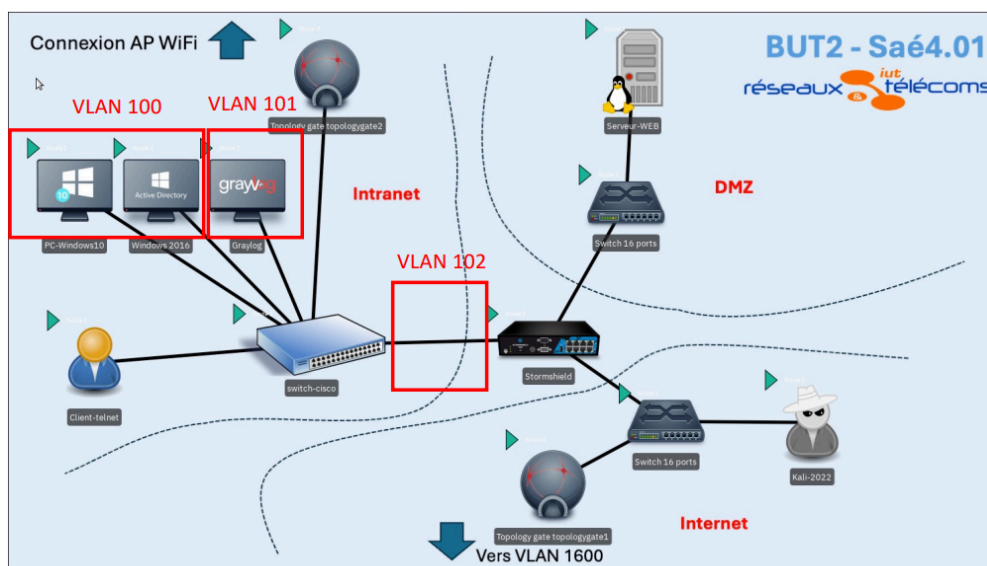 Connexion AP WiFi
BUT2 - Saé4.01
iut
réseaux & télécoms
Topology gate topologygate2
Serveur-WEB
VLAN 100
VLAN 101
10
Active Directory
graylog
Intranet
DMZ
PC-Windows10
Windows 2016
Graylog
Switch 16 ports
VLAN 102
Client-telnet
switch-cisco
Stormshield
Switch 16 ports
Kali-2022
Topology gate topologygate1
Internet
Vers VLAN 1600